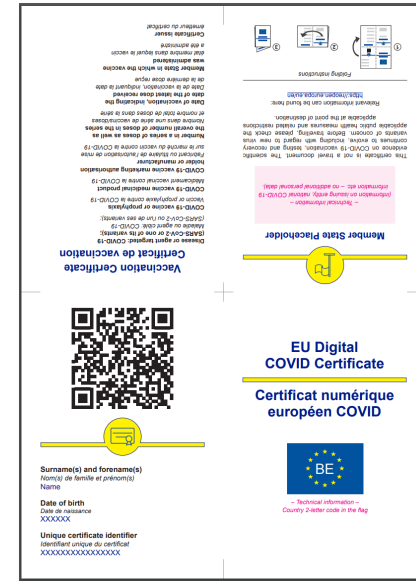 Vaccination Certificate
Certificat de vaccination
Disease or agent targeted: COVID-19
(SARS-CoV-2 or one of its variants);
Maladie ou agent cible: COVID-19
(SARS-CoV-2 ou l'un de ses variants);
COVID-19 vaccine or prophylaxis
Vaccin or prophylaxis contre la COVID-19
COVID-19 vaccine medicinal product
Médicament vaccinal contre la COVID-19
COVID-19 vaccine marketing authorisation
holder or manufacturer
Fabricant ou titulaire de l'autorisation de mise
sur le marché du vaccin contre la COVID-19
Number in a series of doses as well as
the overall number of doses in the series
Nombre dans une série de vaccins/doses
et nombre total de doses dans la série
Date of vaccination, indicating the
date of the latest dose received
Date de la vaccination, indiquant la date
de la dernière dose reçue
Member State in which the vaccine
was administered
État membre dans lequel le vaccin
a été administré
Certificate issuer
Émetteur du certificat
Member State Placeholder
– Technical information –
(information on issuing entity, national COVID-19
information etc. – no additional personal data)
This certificate is not a travel document. The scientific
evidence on COVID-19 vaccination, testing and recovery
continues to evolve, including with regard to new virus
variants of concern. Before traveling, please check the
applicable public health measures and related restrictions
applicable at the point of destination.
Relevant information can be found here:
https://reopen.europa.eu/en
Folding instructions
1
2
3
Surname(s) and forename(s)
Nom(s) de famille et prénom(s)
Name
Date of birth
Date de naissance
XXXXXX
Unique certificate identifier
Identifiant unique du certificat
XXXXXXXXXXXXXXXX
EU Digital
COVID Certificate
Certificat numérique
européen COVID
BE
– Technical information –
Country 2-letter code in the flag